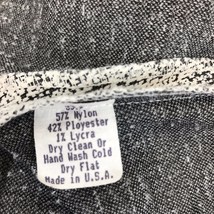 57% Nylon
42% Ployester
1% Lycra
Dry Clean Or
Hand Wash Cold
Dry Flat
Made in U.S.A.